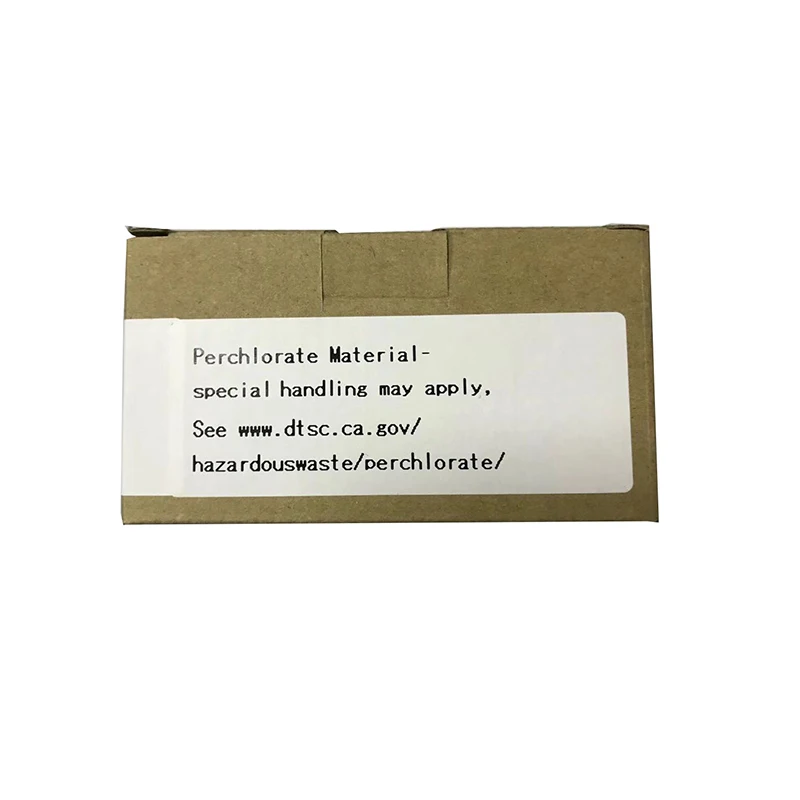 Perchlorate Material-
special handling may apply,
See www.dtsc.ca.gov/
hazardouswaste/perchlorate/